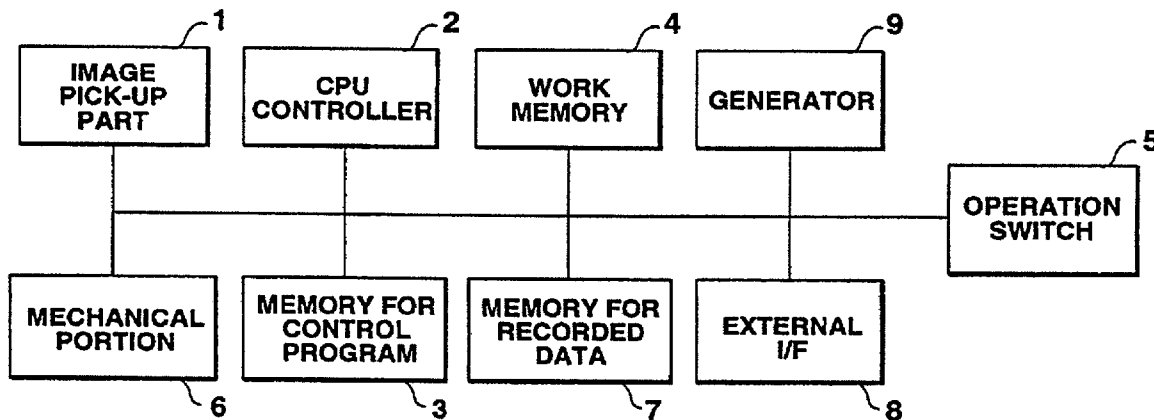 1
IMAGE
PICK-UP
PART
2
CPU
CONTROLLER
4
WORK
MEMORY
9
GENERATOR
5
OPERATION
SWITCH
MECHANICAL
PORTION
6
MEMORY FOR
CONTROL
PROGRAM
3
MEMORY FOR
RECORDED
DATA
7
EXTERNAL
I/F
8